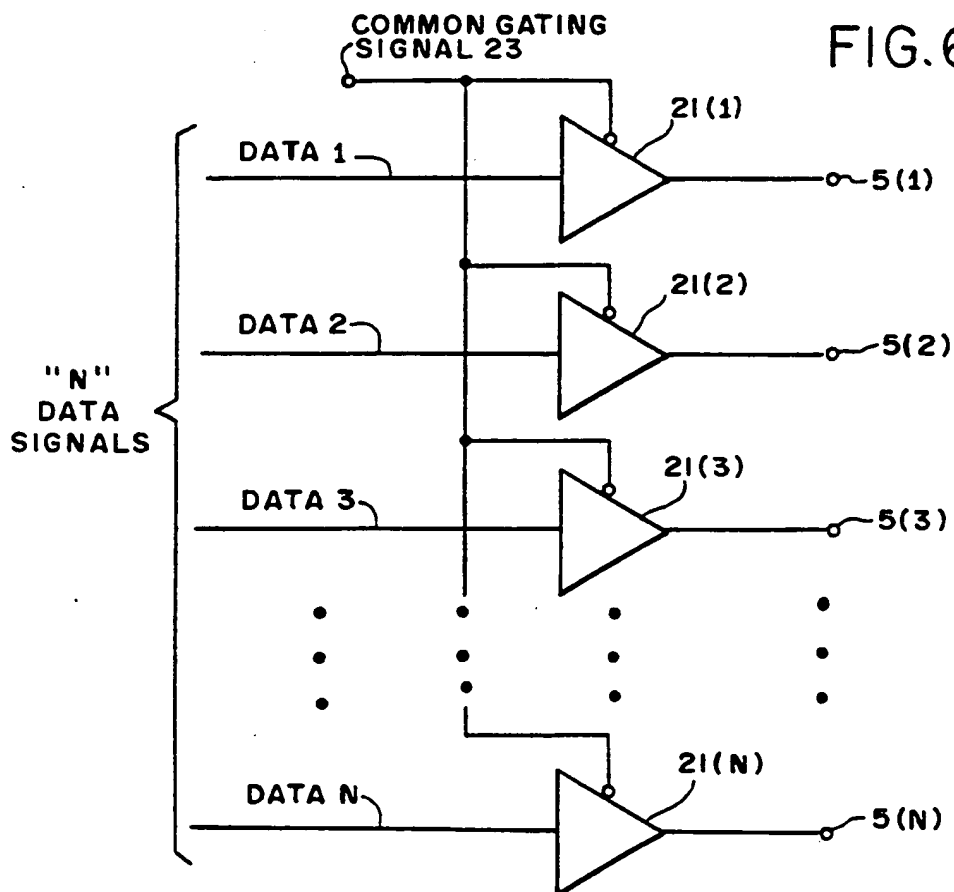 COMMON GATING
SIGNAL 23
FIG.6
21(1)
DATA 1
5(1)
21(2)
DATA 2
5(2)
"N"
DATA
SIGNALS
21(3)
DATA 3
5(3)
21(N)
DATA N
5(N)